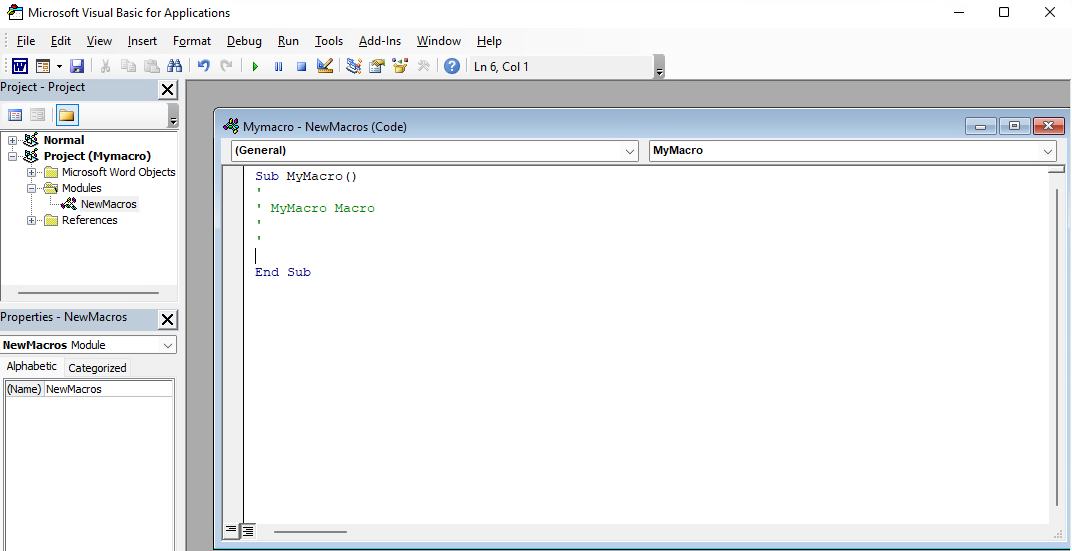 Microsoft Visual Basic for Applications
File Edit View Insert Format Debug Run Tools Add-Ins Window Help
Ln 6, Col 1
Project - Project
Normal
Project (Mymacro)
Microsoft Word Objects
Modules
NewMacros
References
Properties - NewMacros
NewMacros Module
Alphabetic Categorized
(Name) NewMacros
Mymacro - NewMacros (Code)
(General) MyMacro
Sub MyMacro()
'
' MyMacro Macro
'
'
End Sub